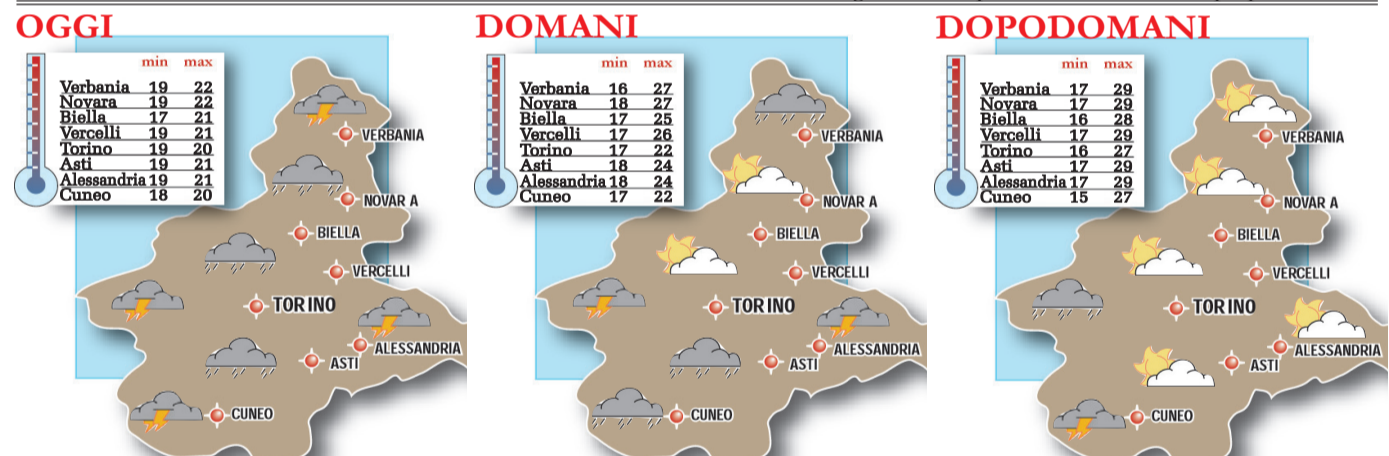 OGGI
min max
Verbania 19 22
Novara 19 22
Biella 17 21
Vercelli 19 21
Torino 19 20
Asti 19 21
Alessandria 19 21
Cuneo 18 20
VERBANIA
NOVAR A
BIELLA
VERCELLI
TORINO
ALESSANDRIA
ASTI
CUNEO
DOMANI
min max
Verbania 16 27
Novara 18 27
Biella 17 25
Vercelli 17 26
Torino 17 22
Asti 18 24
Alessandria 18 24
Cuneo 17 22
VERBANIA
NOVAR A
BIELLA
VERCELLI
TORINO
ALESSANDRIA
ASTI
CUNEO
DOPODOMANI
min max
Verbania 17 29
Novara 17 29
Biella 16 28
Vercelli 17 29
Torino 16 27
Asti 17 29
Alessandria 17 29
Cuneo 15 27
VERBANIA
NOVAR A
BIELLA
VERCELLI
TORINO
ALESSANDRIA
ASTI
CUNEO